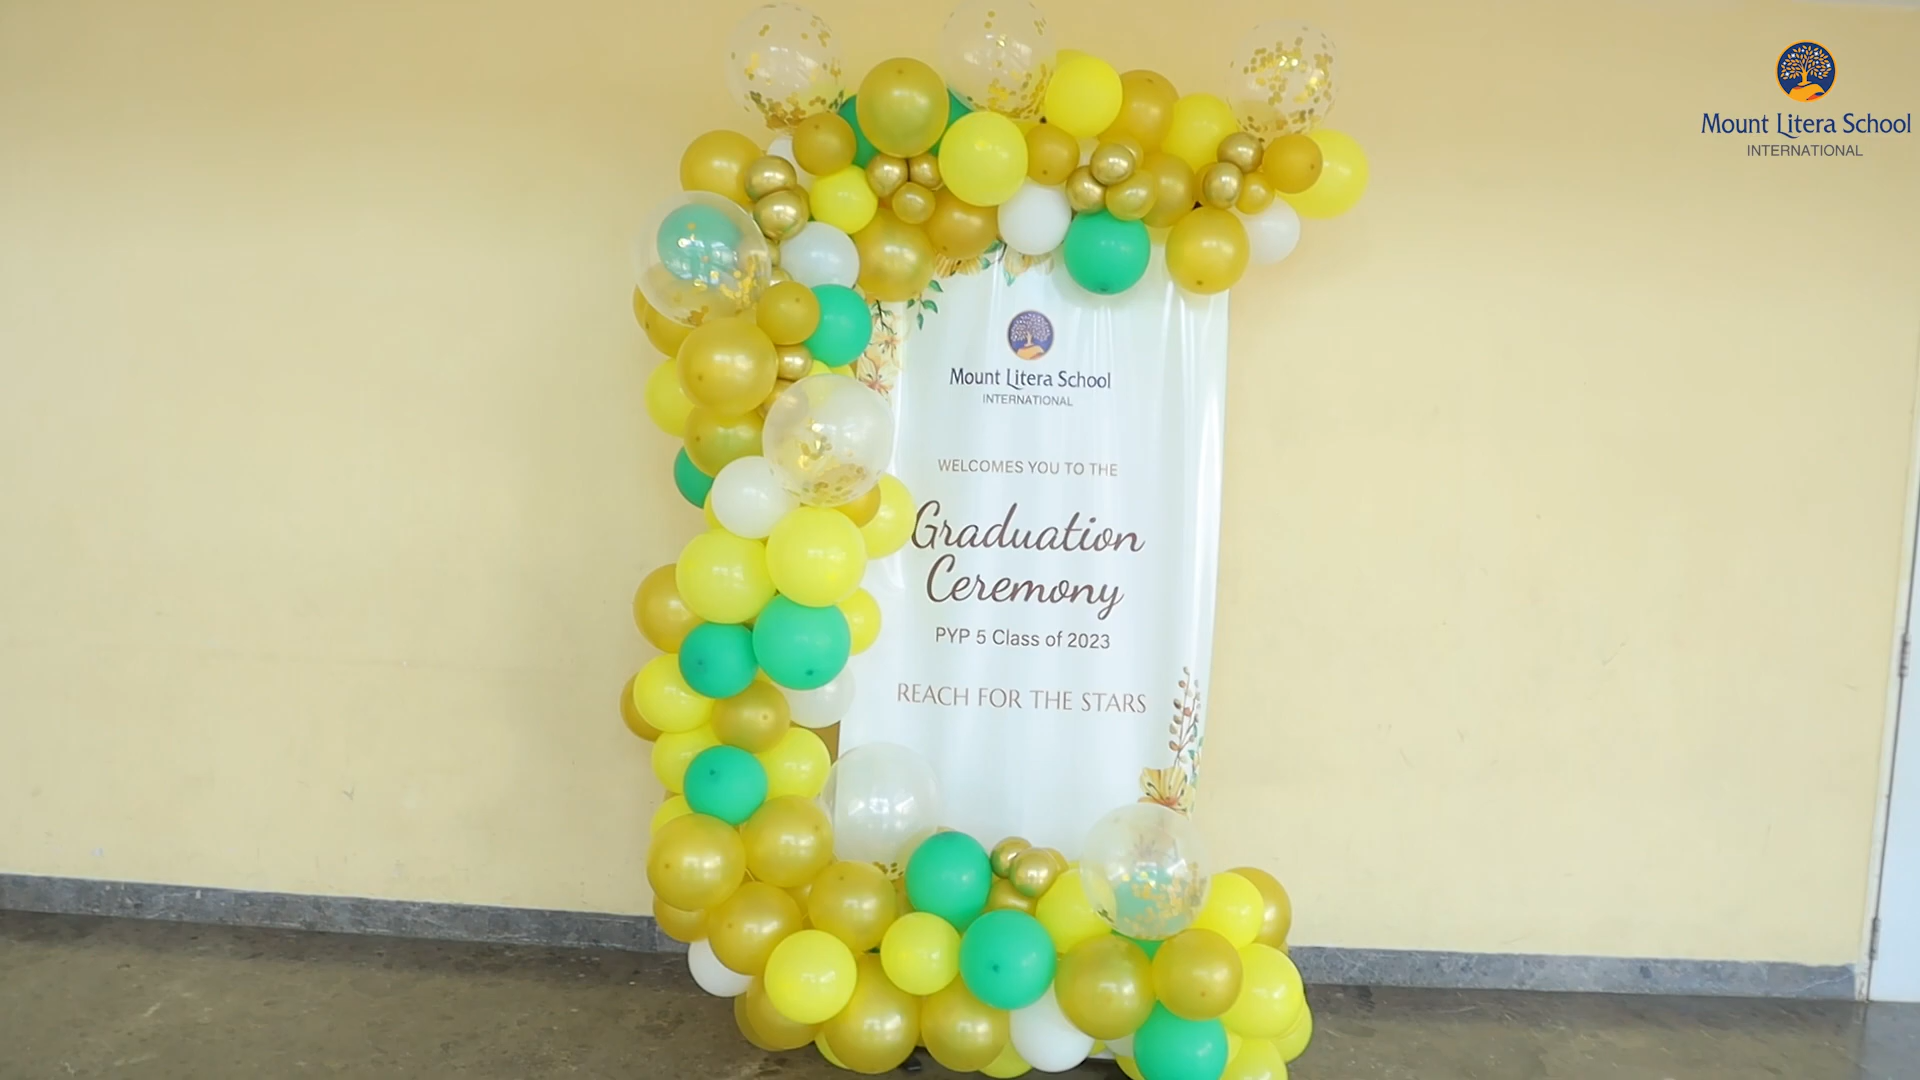 Mount Litera School
INTERNATIONAL
Mount Litera School
INTERNATIONAL
WELCOMES YOU TO THE
Graduation
Ceremony
PYP 5 Class of 2023
REACH FOR THE STARS